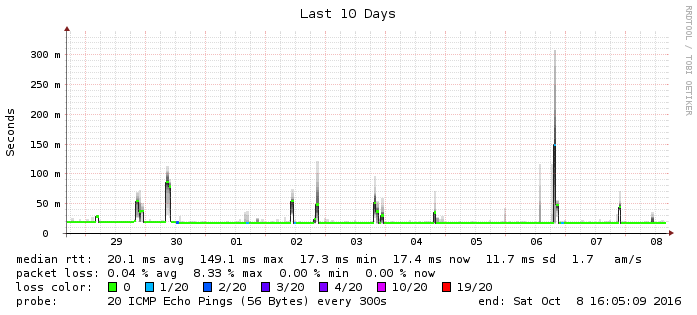 Last 10 Days
RRDTOOL / TOBI OETIKER
Seconds
300 m
250 m
200 m
150 m
100 m
50 m
0
29 30 01 02 03 04 05 06 07 08
median rtt: 20.1 ms avg 149.1 ms max 17.3 ms min 17.4 ms now 11.7 ms sd 1.7 am/s
packet loss: 0.04 % avg 8.33 % max 0.00 % min 0.00 % now
loss color: 0 1/20 2/20 3/20 4/20 10/20 19/20
probe: 20 ICMP Echo Pings (56 Bytes) every 300s end: Sat Oct 8 16:05:09 2016